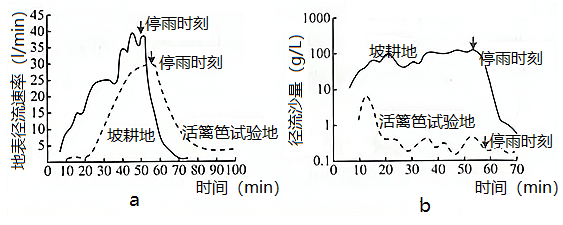 地表径流速率 (l/min)
45
40
35
30
25
20
15
10
5
0 10 20 30 40 50 60 70 80 90 100
停雨时刻
停雨时刻
坡耕地
活篱笆试验地
时间 (min)
a
径流沙量 (g/L)
1000
100
10
1
0.1
0 10 20 30 40 50 60 70
坡耕地
停雨时刻
活篱笆试验地
停雨时刻
时间 (min)
b